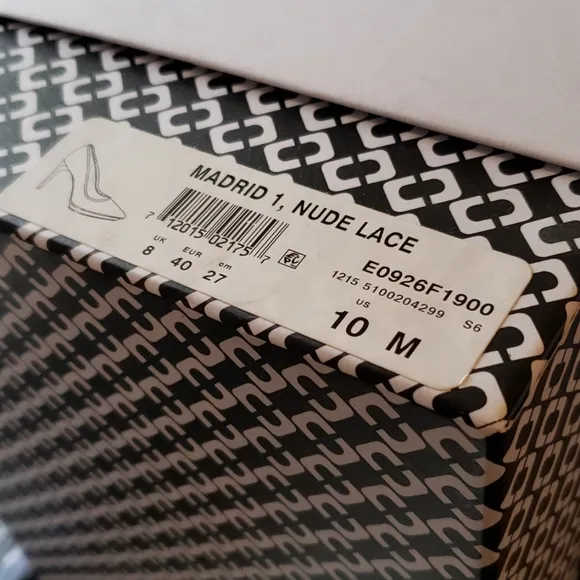 MADRID 1, NUDE LACE
7 12015 02175 7
E0926F1900
1215 5100204299 S6
UK EUR cm
8 40 27
US
10 M